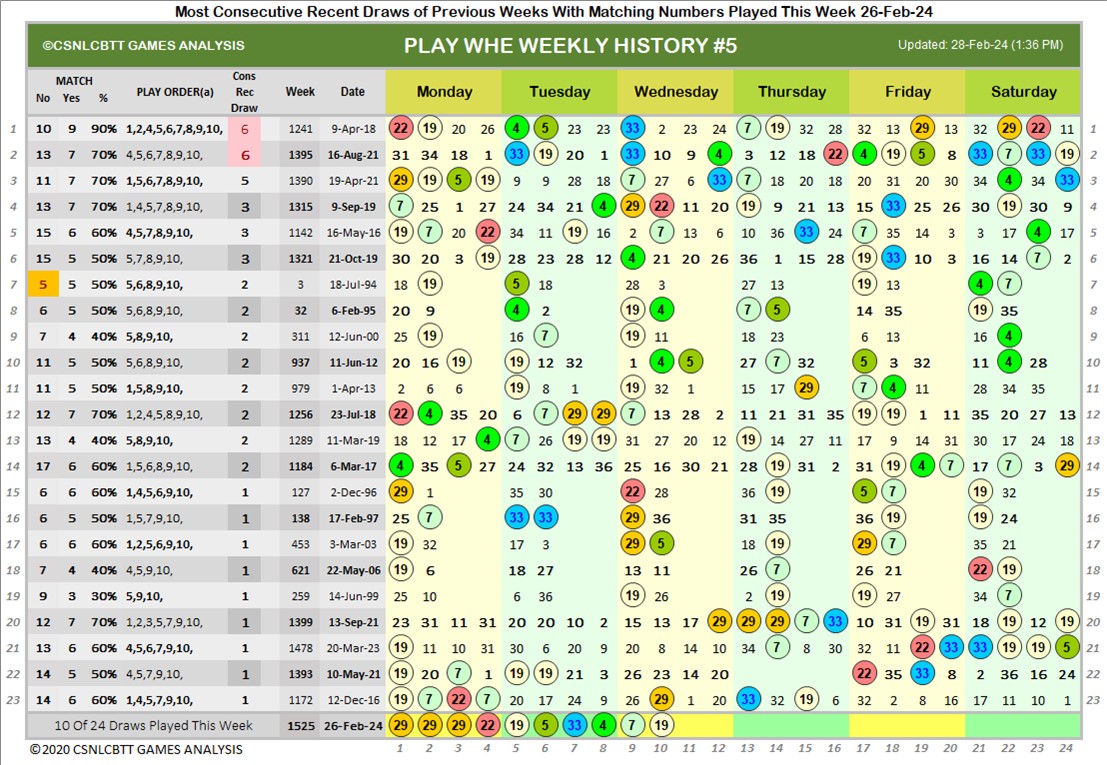 Most Consecutive Recent Draws of Previous Weeks With Matching Numbers Played This Week 26-Feb-24
©CSNLCBTT GAMES ANALYSIS PLAY WHE WEEKLY HISTORY #5 Updated: 28-Feb-24 (1:36 PM)
No MATCH Yes % PLAY ORDER(a) Cons Rec Draw Week Date Monday Tuesday Wednesday Thursday Friday Saturday
1 10 9 90% 1,2,4,5,6,7,8,9,10, 6 1241 9-Apr-18 22 19 20 26 4 5 23 23 33 2 23 24 7 14 32 28 32 13 29 13 32 29 22 11 1
2 13 7 70% 4,5,6,7,8,9,10, 6 1395 16-Aug-21 31 34 18 1 33 19 20 1 33 10 9 4 3 12 18 22 4 19 5 8 33 7 33 19 2
3 11 7 70% 1,5,6,7,8,9,10, 5 1390 19-Apr-21 29 19 5 19 9 9 28 18 7 27 6 33 7 18 20 18 20 31 20 30 34 4 34 33 3
4 13 7 70% 1,4,5,7,8,9,10, 3 1315 9-Sep-19 7 25 1 27 24 34 21 4 29 22 11 20 19 9 21 13 15 33 25 26 30 19 30 9 4
5 15 6 60% 4,5,7,8,9,10, 3 1142 16-May-16 19 7 20 22 34 11 19 16 2 7 13 6 10 36 33 24 7 35 14 3 3 17 4 17 5
6 15 5 50% 5,7,8,9,10, 3 1321 21-Oct-19 30 20 3 19 28 23 28 12 4 21 20 26 36 1 15 28 19 33 10 3 16 14 7 2 6
7 5 5 50% 5,6,8,9,10, 2 3 18-Jul-94 18 19 5 18 28 3 27 13 19 13 4 7 7
8 6 5 50% 5,6,8,9,10, 2 32 6-Feb-95 20 9 4 2 19 4 7 5 14 35 19 35 8
9 7 4 40% 5,8,9,10, 2 311 12-Jun-00 25 19 16 7 19 11 18 23 6 13 16 4 9
10 11 5 50% 5,6,8,9,10, 2 937 11-Jun-12 20 16 19 19 12 32 1 4 5 27 7 32 5 3 32 11 4 28 10
11 11 5 50% 1,5,8,9,10, 2 979 1-Apr-13 2 6 6 19 8 1 19 32 1 15 17 29 7 4 11 28 34 35 11
12 12 7 70% 1,2,4,5,8,9,10, 2 1256 23-Jul-18 22 4 35 20 6 7 29 29 7 13 28 2 11 21 31 35 19 19 1 11 35 20 27 13 12
13 13 4 40% 5,8,9,10, 2 1289 11-Mar-19 18 12 17 4 7 26 19 19 31 27 20 12 19 14 27 11 17 9 14 31 30 17 24 18 13
14 17 6 60% 1,5,6,8,9,10, 2 1184 6-Mar-17 4 35 5 27 24 32 13 36 25 16 30 21 28 19 31 2 31 19 4 7 17 7 3 29 14
15 6 6 60% 1,4,5,6,9,10, 1 127 2-Dec-96 29 1 35 30 22 28 36 19 5 7 19 32 15
16 6 5 50% 1,5,7,9,10, 1 138 17-Feb-97 25 7 33 33 29 36 31 35 36 19 19 24 16
17 6 6 60% 1,2,5,6,9,10, 1 453 3-Mar-03 19 32 17 3 29 5 18 19 29 7 35 21 17
18 7 4 40% 4,5,9,10, 1 621 22-May-06 19 6 18 27 13 11 26 7 26 21 22 19 18
19 9 3 30% 5,9,10, 1 259 14-Jun-99 25 10 6 36 19 26 2 19 19 27 34 7 19
20 12 7 70% 1,2,3,5,7,9,10, 1 1399 13-Sep-21 23 31 11 31 20 20 10 2 15 13 17 29 29 29 7 33 10 31 19 31 18 19 12 19 20
21 13 6 60% 4,5,6,7,9,10, 1 1478 20-Mar-23 19 11 10 31 30 6 20 9 20 8 14 10 34 7 8 30 32 11 22 33 33 19 19 5 21
22 14 5 50% 4,5,7,9,10, 1 1393 10-May-21 19 20 7 1 19 19 21 3 26 23 14 20 22 35 33 8 2 36 16 24 22
23 14 6 60% 1,4,5,7,9,10, 1 1172 12-Dec-16 19 7 22 7 20 17 24 9 26 29 1 20 33 32 19 6 32 2 8 16 17 11 10 1 23
10 Of 24 Draws Played This Week 1525 26-Feb-24 29 29 29 22 19 5 33 4 7 19
© 2020 CSNLCBTT GAMES ANALYSIS 1 2 3 4 5 6 7 8 9 10 11 12 13 14 15 16 17 18 19 20 21 22 23 24